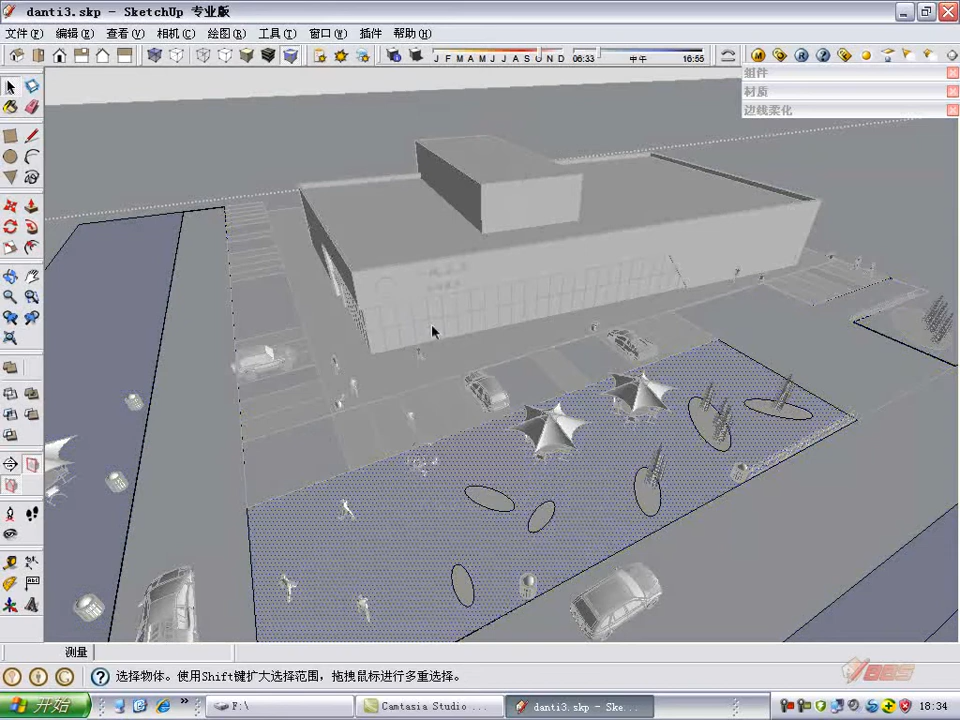 danti3.skp - SketchUp 专业版
文件(F) 编辑(E) 查看(V) 相机(C) 绘图(R) 工具(T) 窗口(W) 插件 帮助(H)
J F M A M J J A S O N D 06:33 中午 16:55
组件
材质
边线柔化
测量
选择物体。使用Shift键扩大选择范围，拖拽鼠标进行多重选择。
BBS
开始 F:\ Camtasia Studio ... danti3.skp - Ske... 18:34